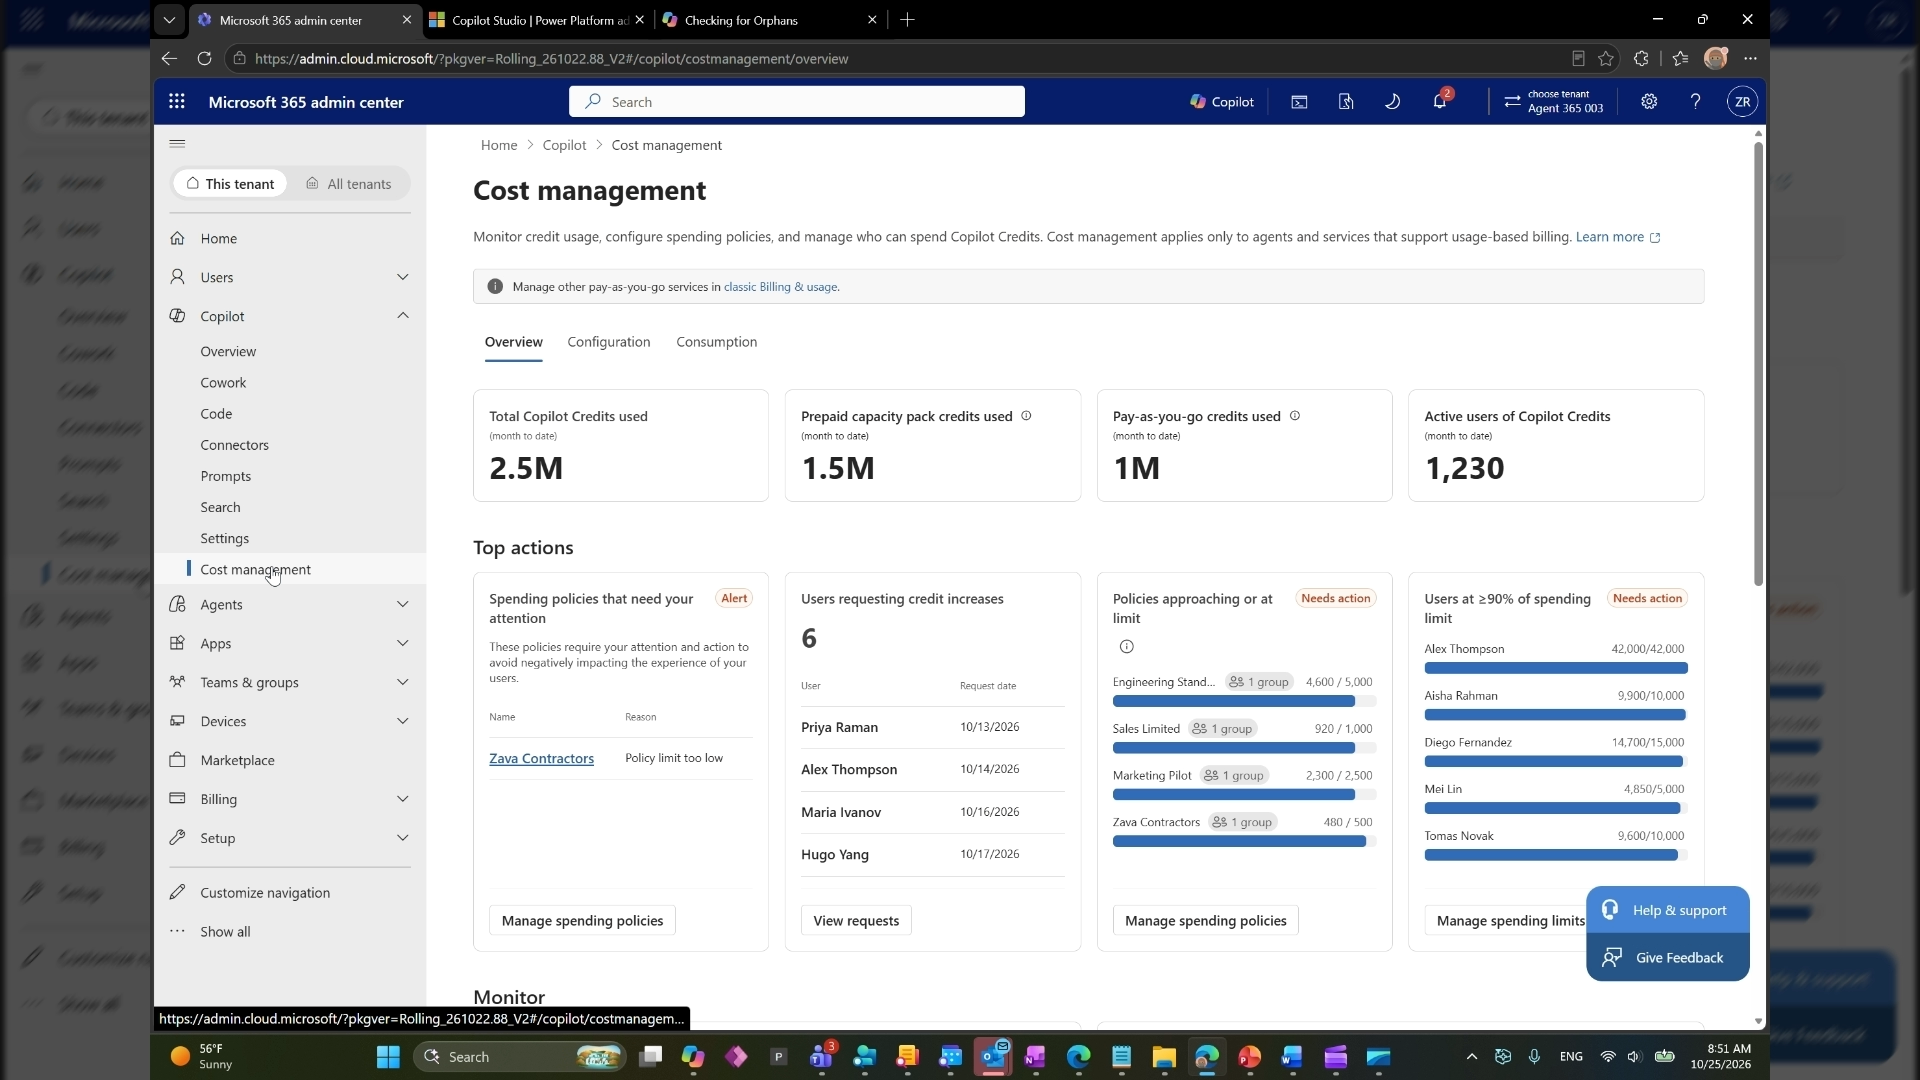 Microsoft 365 admin center
Copilot Studio | Power Platform ad
Checking for Orphans
https://admin.cloud.microsoft/?pkgver=Rolling_261022.88_V2#/copilot/costmanagement/overview
Microsoft 365 admin center
Search
Copilot
2
choose tenant
Agent 365 003
ZR
This tenant
All tenants
Home
Users
Copilot
Overview
Cowork
Code
Connectors
Prompts
Search
Settings
Cost management
Agents
Apps
Teams & groups
Devices
Marketplace
Billing
Setup
Customize navigation
Show all
Home > Copilot > Cost management
Cost management
Monitor credit usage, configure spending policies, and manage who can spend Copilot Credits. Cost management applies only to agents and services that support usage-based billing. Learn more
Manage other pay-as-you-go services in classic Billing & usage.
Overview
Configuration
Consumption
Total Copilot Credits used
(month to date)
2.5M
Prepaid capacity pack credits used
(month to date)
1.5M
Pay-as-you-go credits used
(month to date)
1M
Active users of Copilot Credits
(month to date)
1,230
Top actions
Spending policies that need your
attention
Alert
These policies require your attention and action to
avoid negatively impacting the experience of your
users.
Name Reason
Zava Contractors Policy limit too low
Manage spending policies
Users requesting credit increases
6
User Request date
Priya Raman 10/13/2026
Alex Thompson 10/14/2026
Maria Ivanov 10/16/2026
Hugo Yang 10/17/2026
View requests
Policies approaching or at
limit
Needs action
Engineering Stand... 1 group 4,600 / 5,000
Sales Limited 1 group 920 / 1,000
Marketing Pilot 1 group 2,300 / 2,500
Zava Contractors 1 group 480 / 500
Manage spending policies
Users at ≥90% of spending
limit
Needs action
Alex Thompson 42,000/42,000
Aisha Rahman 9,900/10,000
Diego Fernandez 14,700/15,000
Mei Lin 4,850/5,000
Tomas Novak 9,600/10,000
Manage spending limits
Help & support
Give Feedback
Monitor
https://admin.cloud.microsoft/?pkgver=Rolling_261022.88_V2#/copilot/costmanagem...
56°F
Sunny
Search
P
3
ENG
8:51 AM
10/25/2026